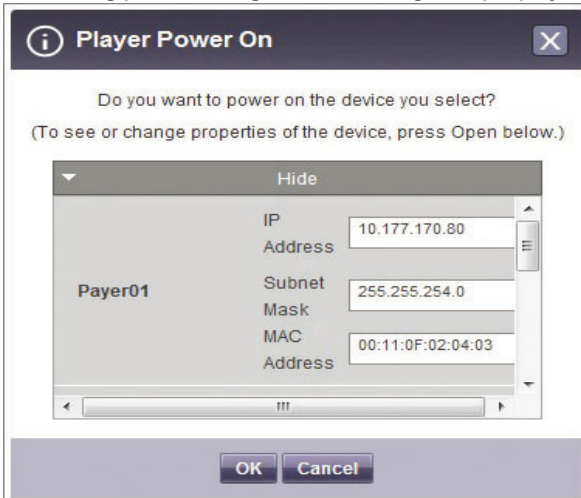 Player Power On
Do you want to power on the device you select?
(To see or change properties of the device, press Open below.)
Hide
IP
Address
10.177.170.80
Payer01
Subnet
Mask
255.255.254.0
MAC
Address
00:11:0F:02:04:03
OK
Cancel